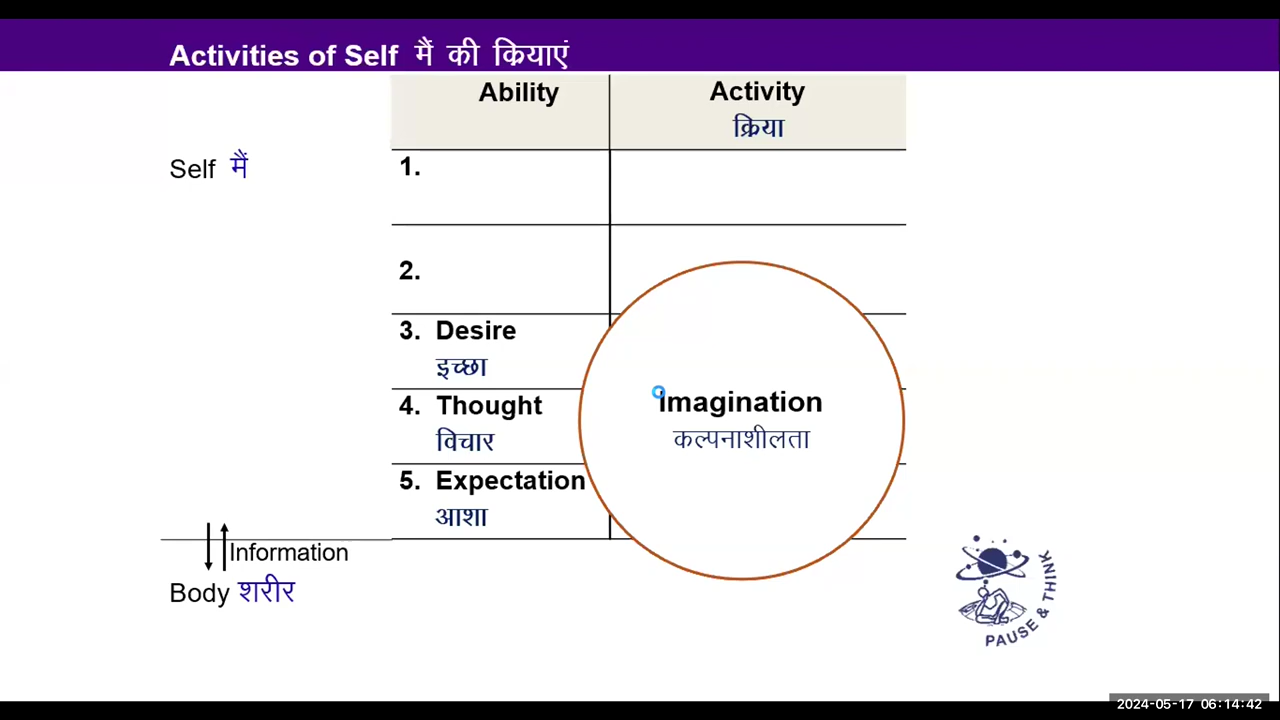 Activities of Self मैं की क्रियाएं
Ability
Activity
क्रिया
Self मैं
1.
2.
3. Desire
इच्छा
4. Thought
विचार
5. Expectation
आशा
Imagination
कल्पनाशीलता
Information
Body शरीर
PAUSE & THINK
2024-05-17 06:14:42